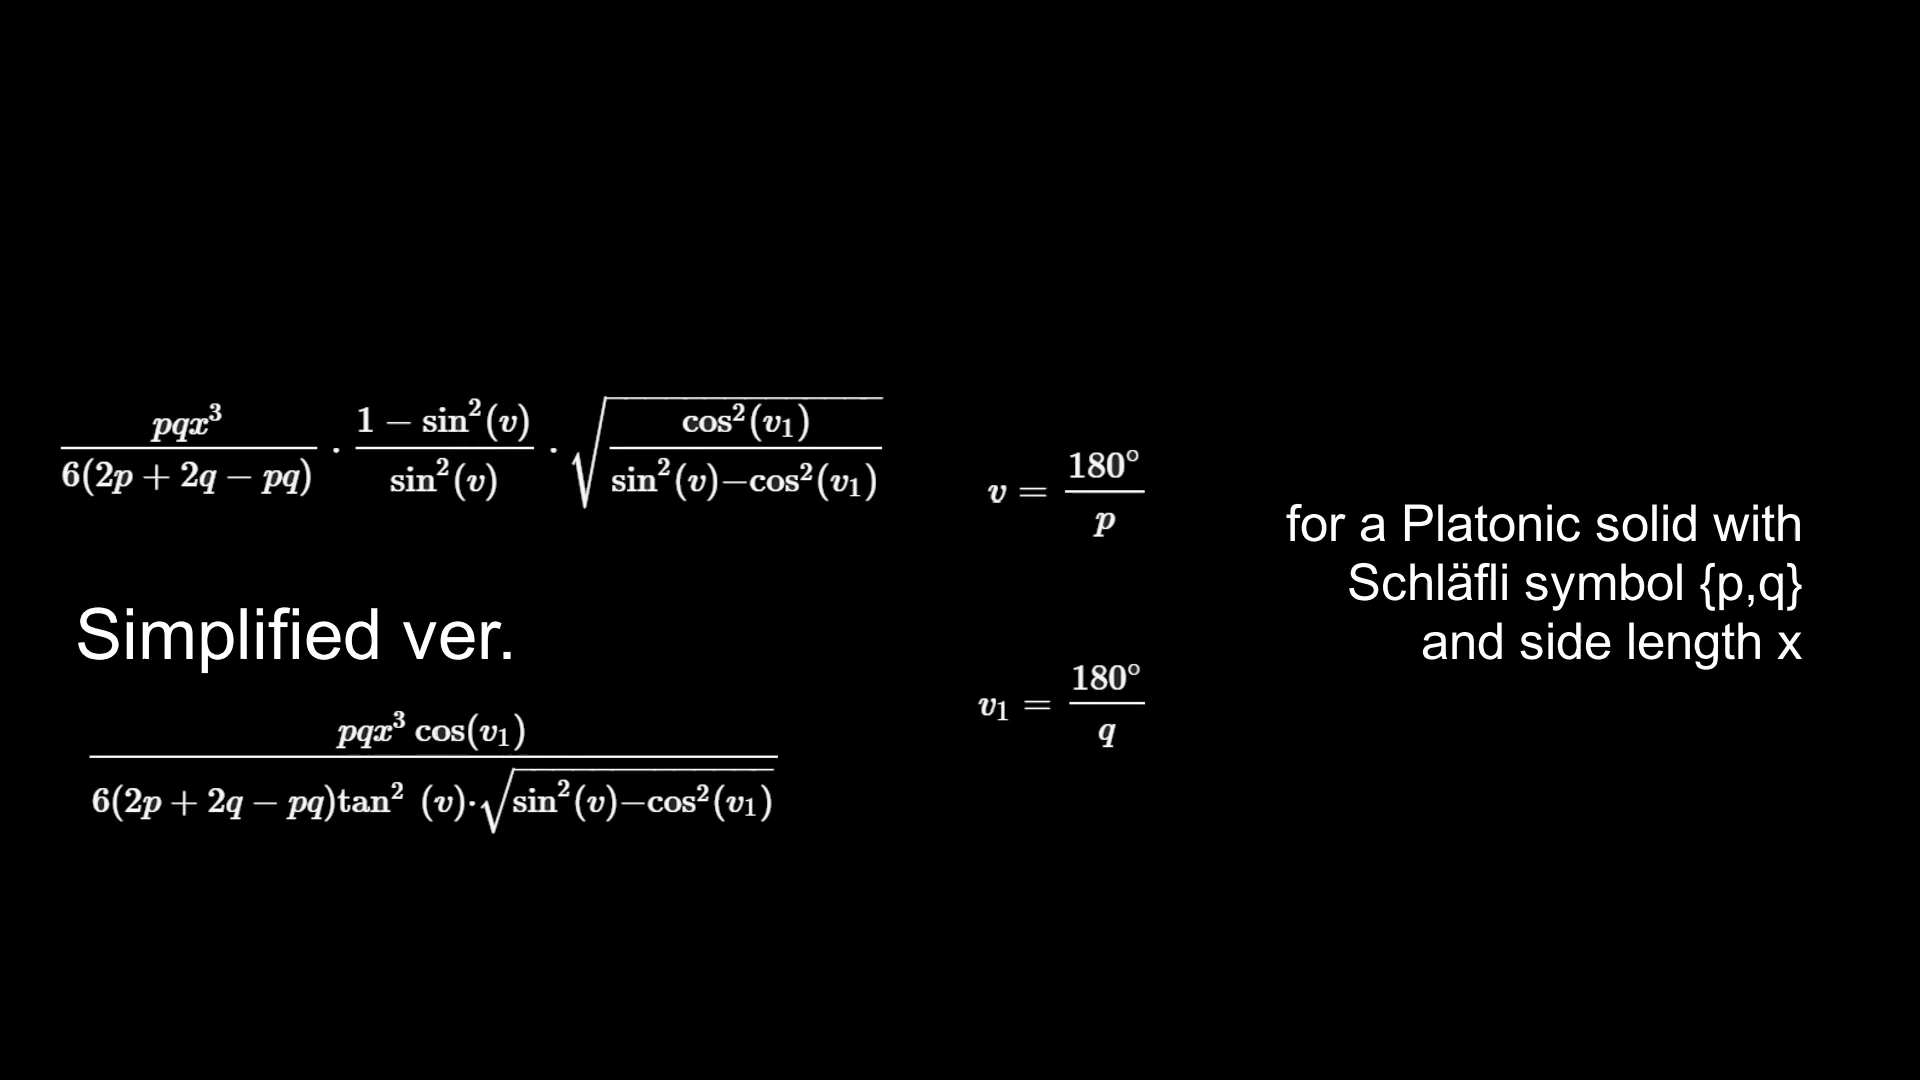 pqx³/(6(2p + 2q − pq)) · (1 − sin²(v))/(sin²(v)) · √(cos²(v₁)/(sin²(v)−cos²(v₁)))
v = 180°/p
for a Platonic solid with
Schläfli symbol {p,q}
and side length x
Simplified ver.
v₁ = 180°/q
pqx³ cos(v₁)/(6(2p + 2q − pq)tan² (v)·√(sin²(v)−cos²(v₁)))